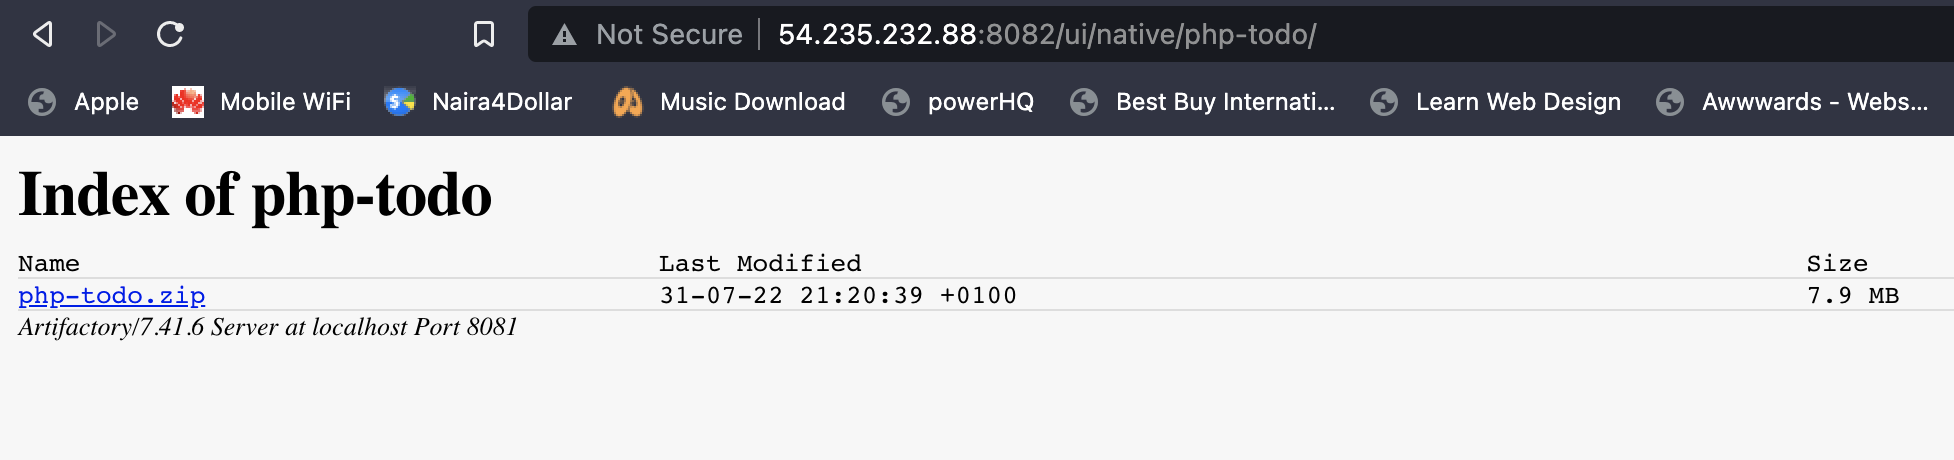 Not Secure 54.235.232.88:8082/ui/native/php-todo/
Apple Mobile WiFi Naira4Dollar Music Download powerHQ Best Buy Internati... Learn Web Design Awwwards - Webs...
Index of php-todo
Name Last Modified Size
php-todo.zip 31-07-22 21:20:39 +0100 7.9 MB
Artifactory/7.41.6 Server at localhost Port 8081